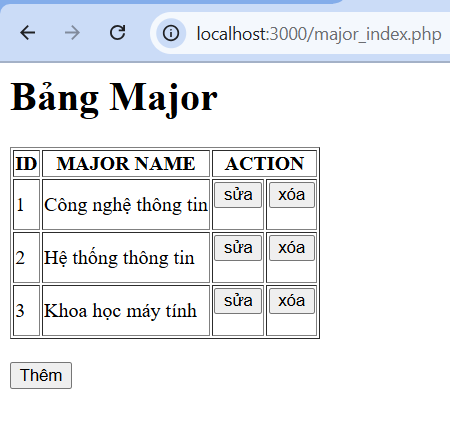 localhost:3000/major_index.php
Bảng Major
ID MAJOR NAME ACTION
1 Công nghệ thông tin sửa xóa
2 Hệ thống thông tin sửa xóa
3 Khoa học máy tính sửa xóa
Thêm